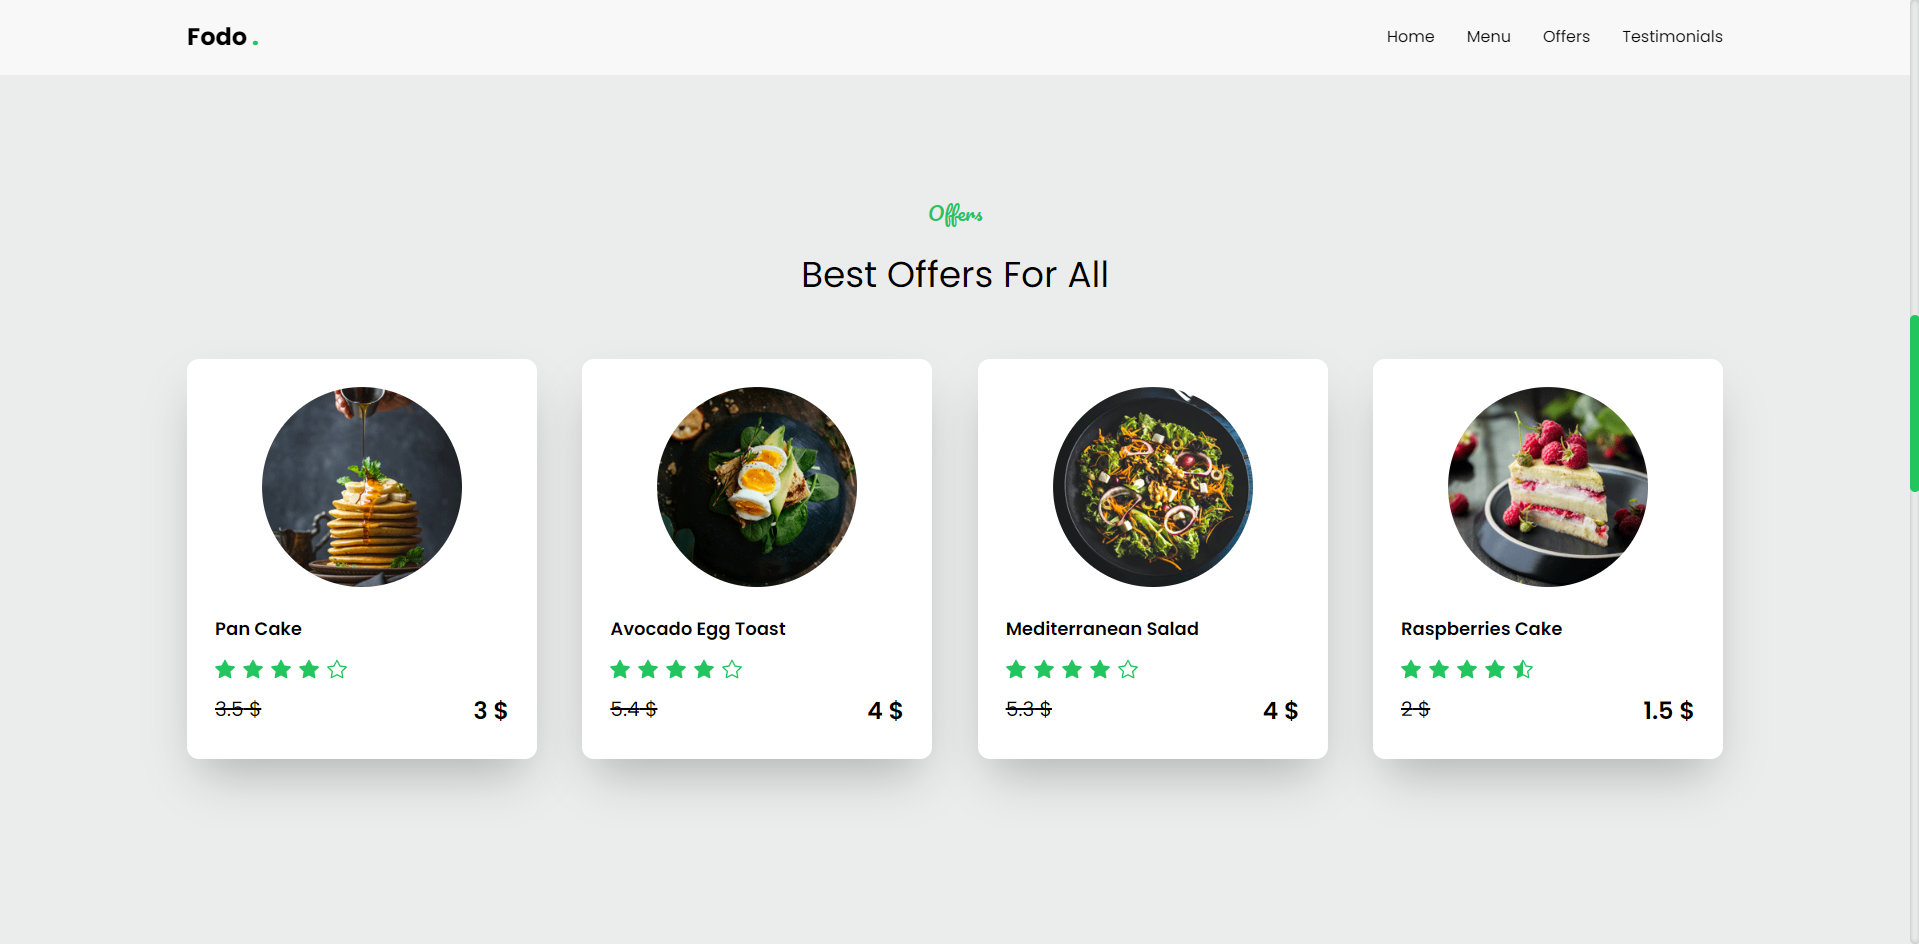 Fodo .
Home Menu Offers Testimonials
Offers
Best Offers For All
Pan Cake
3.5 $ 3 $
Avocado Egg Toast
5.4 $ 4 $
Mediterranean Salad
5.3 $ 4 $
Raspberries Cake
2 $ 1.5 $